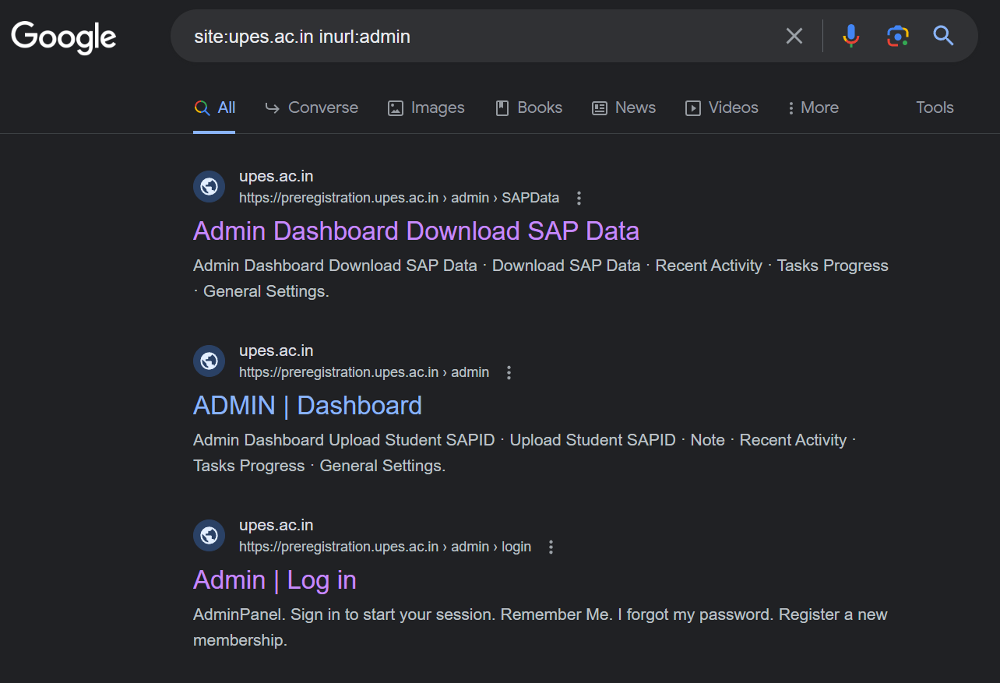 Google
site:upes.ac.in inurl:admin
All Converse Images Books News Videos More Tools
upes.ac.in
https://preregistration.upes.ac.in › admin › SAPData
Admin Dashboard Download SAP Data
Admin Dashboard Download SAP Data · Download SAP Data · Recent Activity · Tasks Progress
· General Settings.
upes.ac.in
https://preregistration.upes.ac.in › admin
ADMIN | Dashboard
Admin Dashboard Upload Student SAPID · Upload Student SAPID · Note · Recent Activity ·
Tasks Progress · General Settings.
upes.ac.in
https://preregistration.upes.ac.in › admin › login
Admin | Log in
AdminPanel. Sign in to start your session. Remember Me. I forgot my password. Register a new
membership.